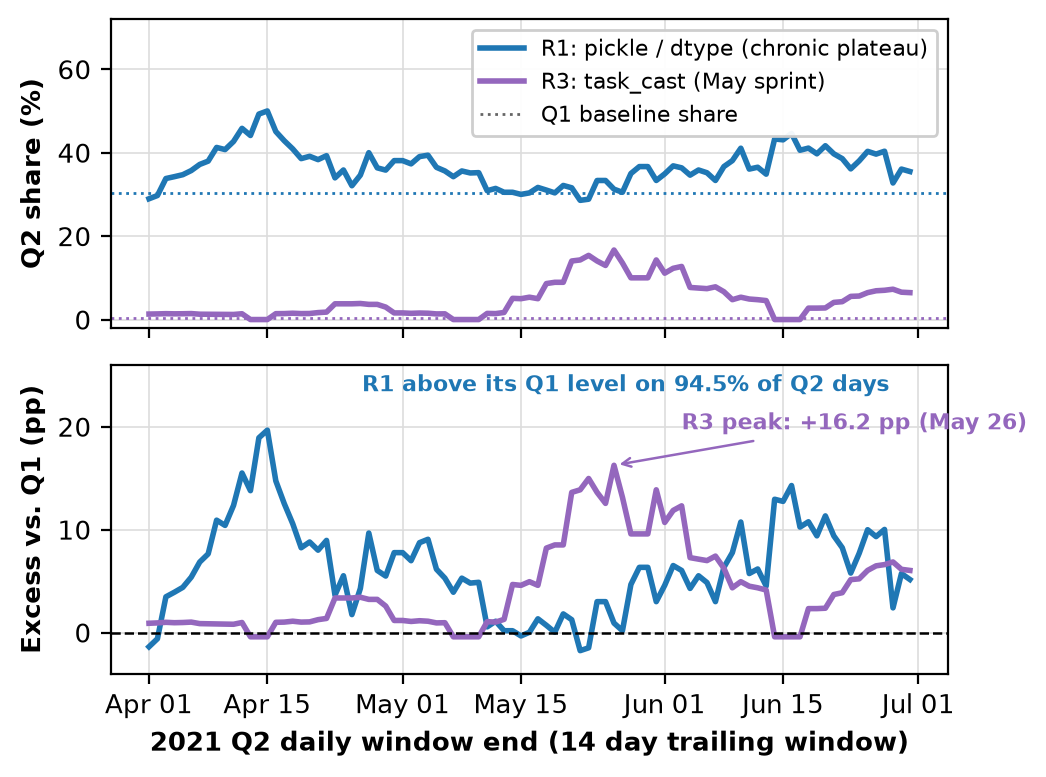 60
40
20
0
Q2 share (%)
R1: pickle / dtype (chronic plateau)
R3: task_cast (May sprint)
Q1 baseline share
R1 above its Q1 level on 94.5% of Q2 days
R3 peak: +16.2 pp (May 26)
20
10
0
Excess vs. Q1 (pp)
Apr 01 Apr 15 May 01 May 15 Jun 01 Jun 15 Jul 01
2021 Q2 daily window end (14 day trailing window)